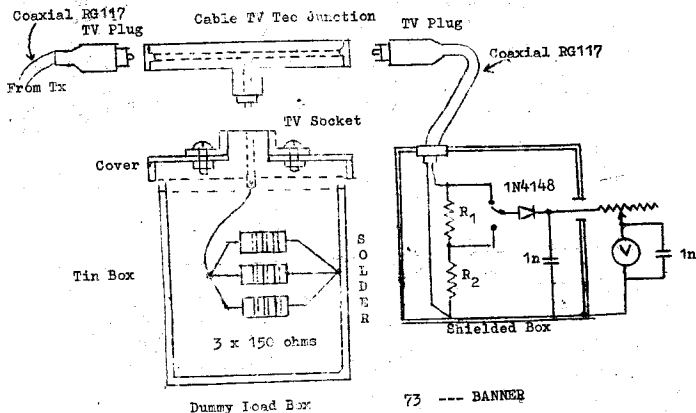 Coaxial RG117
TV Plug
Cable TV Tee Junction
TV Plug
Coaxial RG117
From Tx
TV Socket
Cover
1N4148
R1
R2
1n
V
1n
Tin Box
SOLDER
3 x 150 ohms
Shielded Box
Dummy Load Box
73 --- BANNER